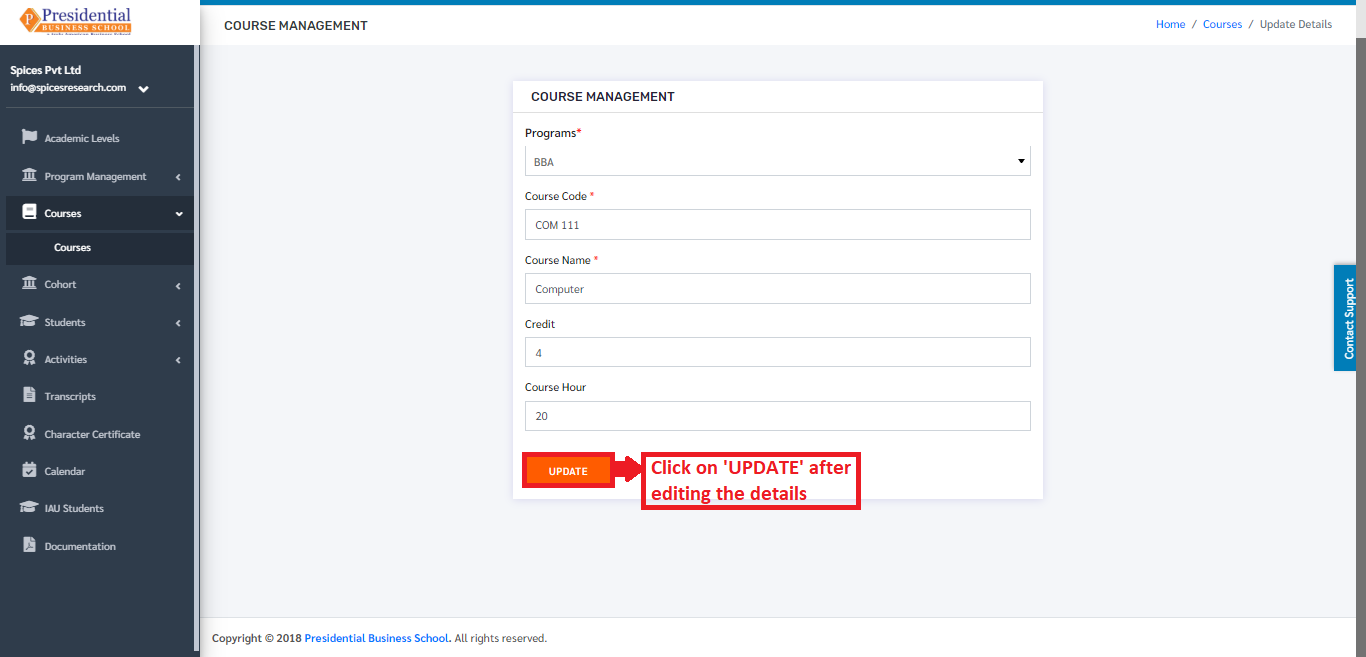 Presidential
BUSINESS SCHOOL
COURSE MANAGEMENT
Home / Courses / Update Details
Spices Pvt Ltd
info@spicesresearch.com
Academic Levels
Program Management
Courses
Courses
Cohort
Students
Activities
Transcripts
Character Certificate
Calendar
IAU Students
Documentation
COURSE MANAGEMENT
Programs*
BBA
Course Code *
COM 111
Course Name *
Computer
Credit
4
Course Hour
20
UPDATE
Click on 'UPDATE' after
editing the details
Contact Support
Copyright © 2018 Presidential Business School. All rights reserved.